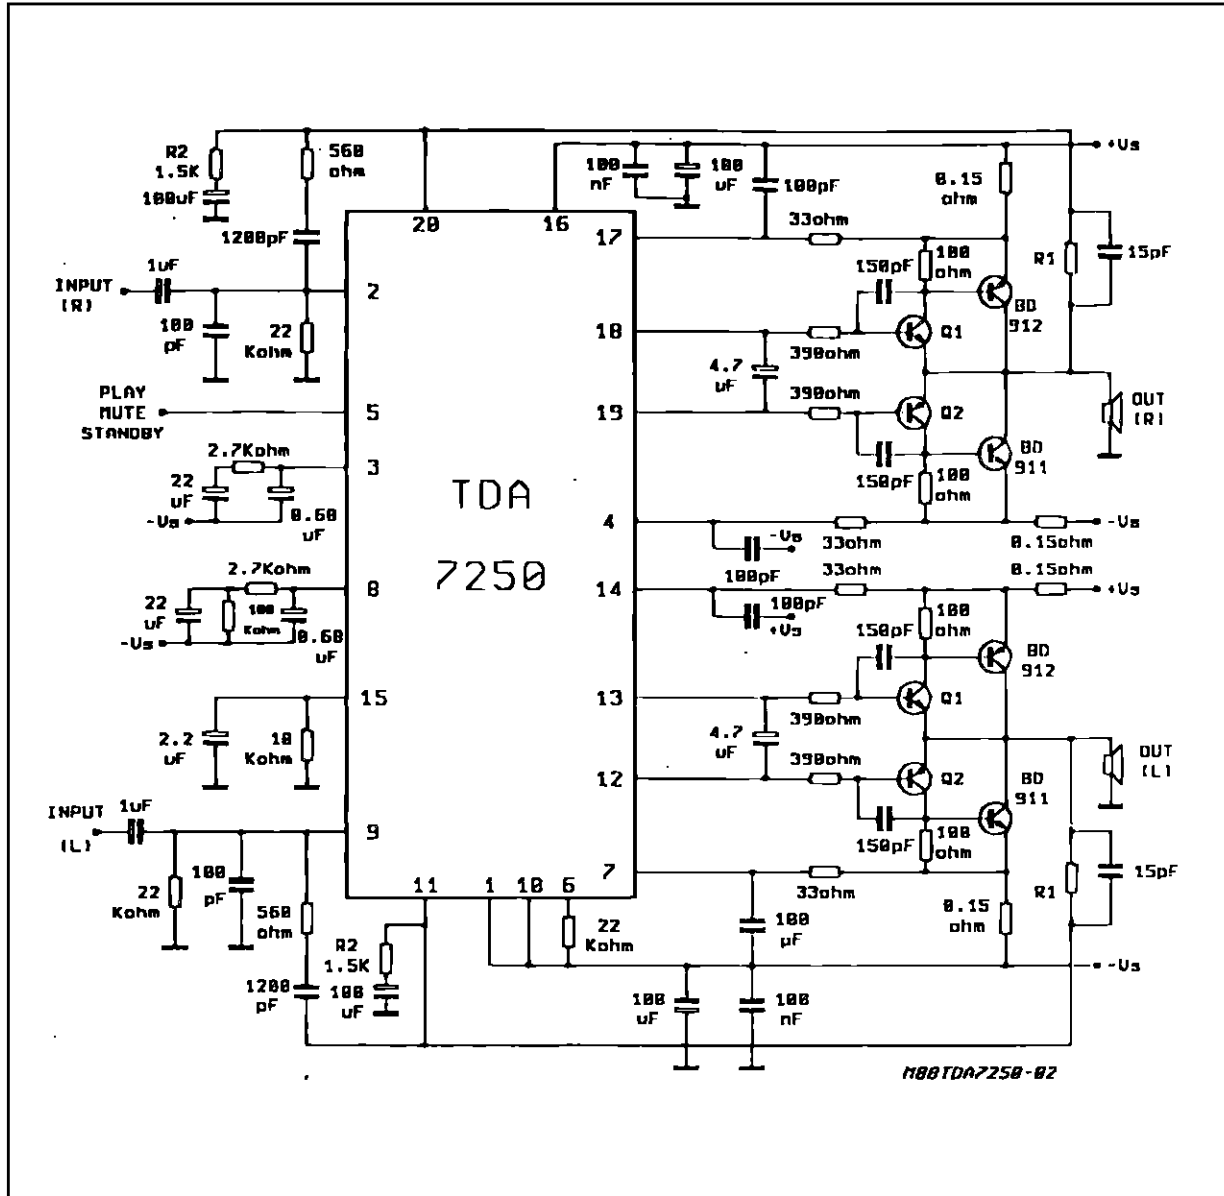 R2
1.5K
100uF
560
ohm
1200pF
1uF
INPUT
(R)
100
pF
22
Kohm
PLAY
MUTE
STANDBY
2.7Kohm
22
uF
-Vs
0.68
uF
2.7Kohm
22
uF
100
Kohm
-Vs
0.68
uF
2.2
uF
10
Kohm
INPUT
(L)
1uF
22
Kohm
100
pF
560
ohm
1200
pF
R2
1.5K
100
uF
20
16
2
5
3
8
15
9
11
1
10
6
17
18
19
4
14
13
12
7
TDA
7250
22
Kohm
100
nF
100
uF
100pF
+Vs
0.15
ohm
33ohm
150pF
100
ohm
R1
15pF
BD
912
390ohm
Q1
4.7
uF
390ohm
Q2
OUT
(R)
150pF
100
ohm
BD
911
-Vs
100pF
33ohm
0.15ohm
-Vs
33ohm
0.15ohm
+Vs
100pF
+Vs
150pF
100
ohm
BD
912
390ohm
Q1
4.7
uF
390ohm
Q2
OUT
(L)
150pF
100
ohm
BD
911
33ohm
0.15
ohm
R1
15pF
100
pF
-Vs
100
uF
100
nF
M88TDA7250-02